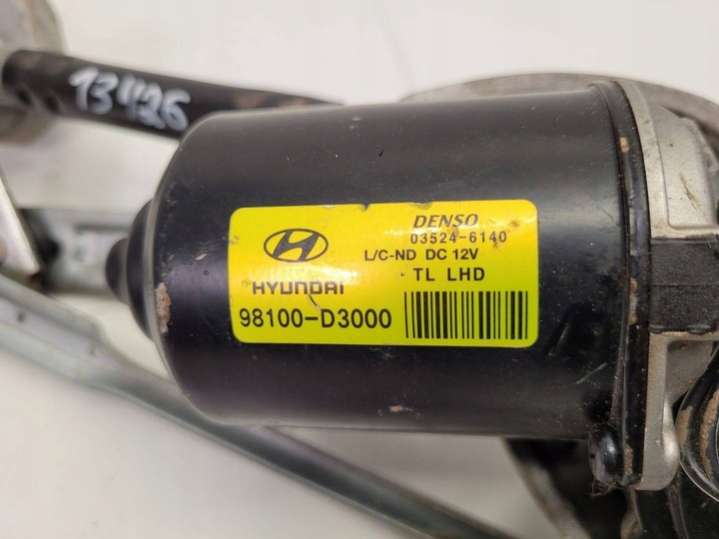 13426
DENSO
03524-6140
L/C-ND DC 12V
HYUNDAI
TL LHD
98100-D3000